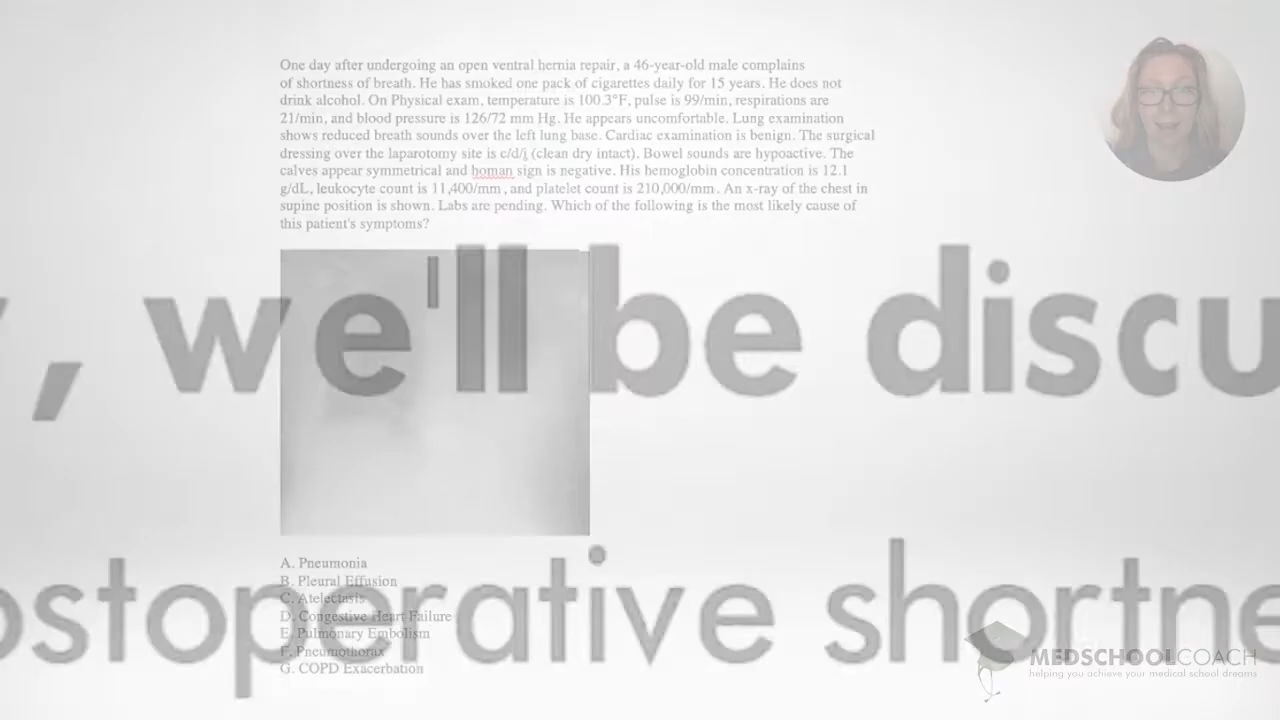 One day after undergoing an open ventral hernia repair, a 46-year-old male complains
of shortness of breath. He has smoked one pack of cigarettes daily for 15 years. He does not
drink alcohol. On Physical exam, temperature is 100.3°F, pulse is 99/min, respirations are
21/min, and blood pressure is 126/72 mm Hg. He appears uncomfortable. Lung examination
shows reduced breath sounds over the left lung base. Cardiac examination is benign. The surgical
dressing over the laparotomy site is c/d/i (clean dry intact). Bowel sounds are hypoactive. The
calves appear symmetrical and homan sign is negative. His hemoglobin concentration is 12.1
g/dL, leukocyte count is 11,400/mm , and platelet count is 210,000/mm. An x-ray of the chest in
supine position is shown. Labs are pending. Which of the following is the most likely cause of
this patient's symptoms?
, we'll be discu
ostoperative shortne
A. Pneumonia
B. Pleural Effusion
C. Atelectasis
D. Congestive Heart Failure
E. Pulmonary Embolism
F. Pneumothorax
G. COPD Exacerbation
MEDSCHOOLCOACH
helping you achieve your medical school dreams